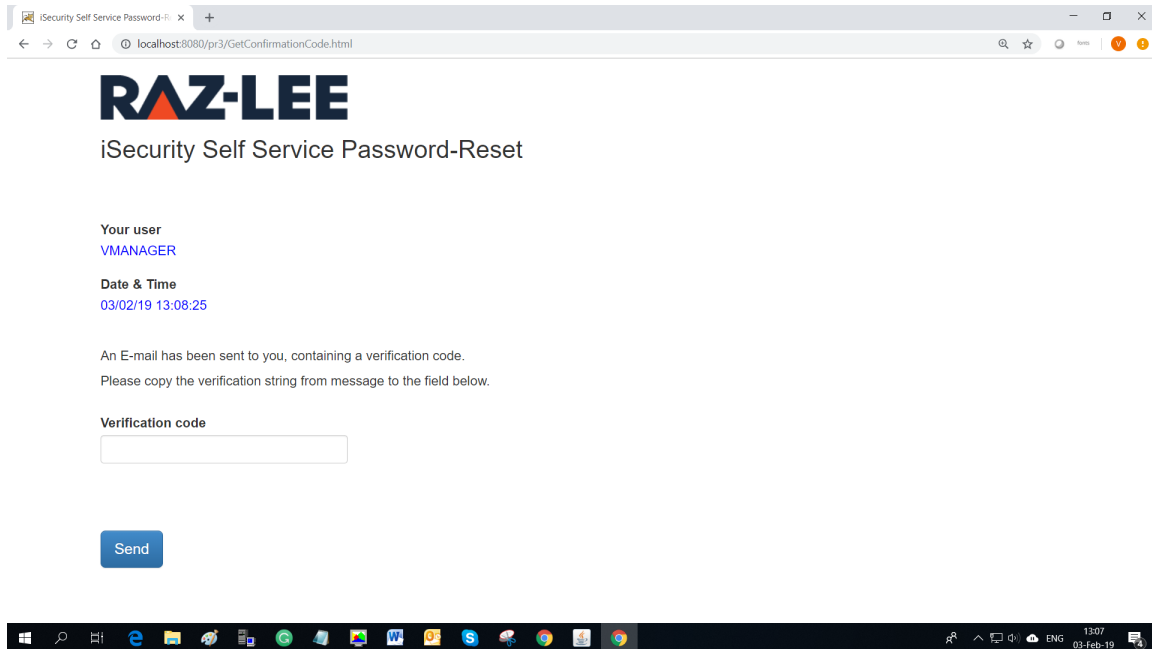 iSecurity Self Service Password-R
localhost:8080/pr3/GetConfirmationCode.html
V
RAZ-LEE
iSecurity Self Service Password-Reset
Your user
VMANAGER
Date & Time
03/02/19 13:08:25
An E-mail has been sent to you, containing a verification code.
Please copy the verification string from message to the field below.
Verification code
Send
ENG
13:07
03-Feb-19
4